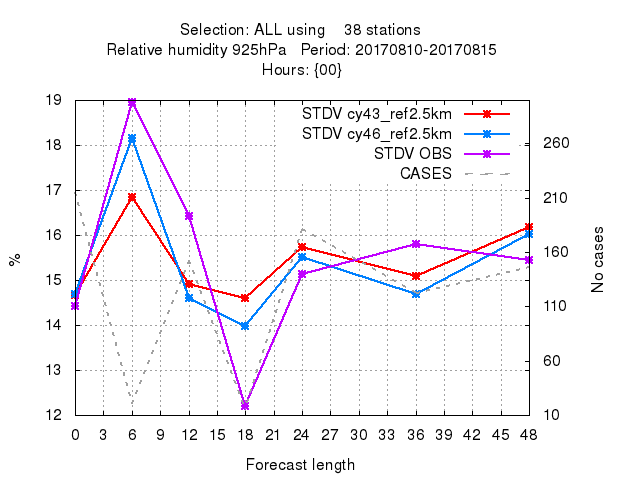 Selection: ALL using 38 stations
Relative humidity 925hPa Period: 20170810-20170815
Hours: {00}
STDV cy43_ref2.5km
STDV cy46_ref2.5km
STDV OBS
CASES
19
18
17
16
15
14
13
12
%
260
210
160
110
60
10
No cases
0 3 6 9 12 15 18 21 24 27 30 33 36 39 42 45 48
Forecast length